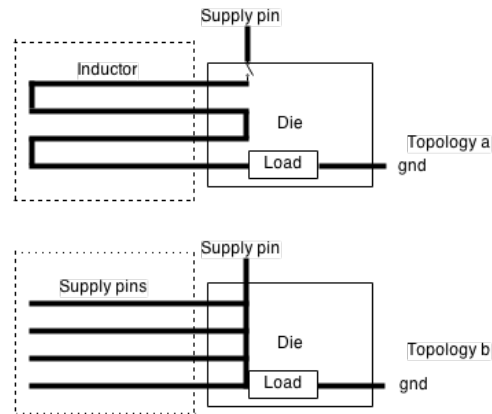 Supply pin
Inductor
Die
Topology a
Load
gnd
Supply pin
Supply pins
Die
Topology b
Load
gnd